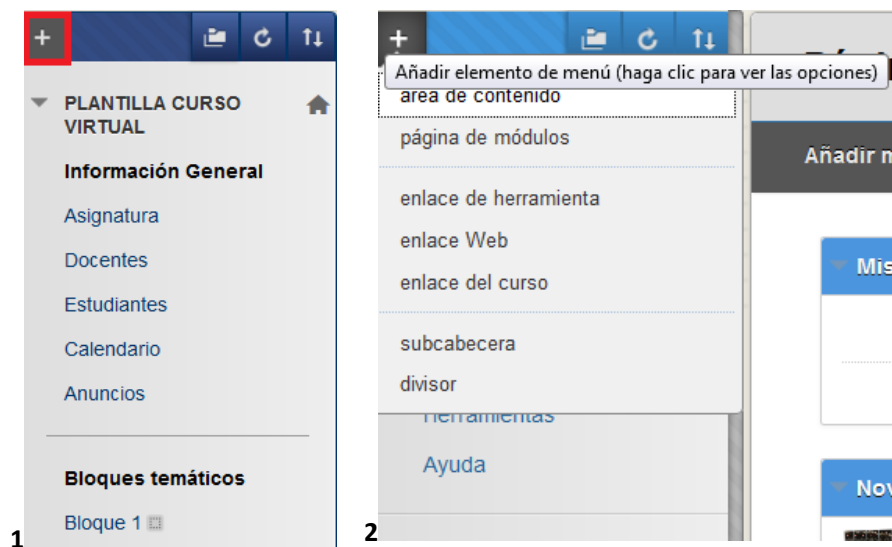 PLANTILLA CURSO
VIRTUAL
Información General
Asignatura
Docentes
Estudiantes
Calendario
Anuncios
Bloques temáticos
Bloque 1
1
Añadir elemento de menú (haga clic para ver las opciones)
área de contenido
página de módulos
enlace de herramienta
enlace Web
enlace del curso
subcabecera
divisor
Herramientas
Ayuda
2
Añadir m
Mis
Nov